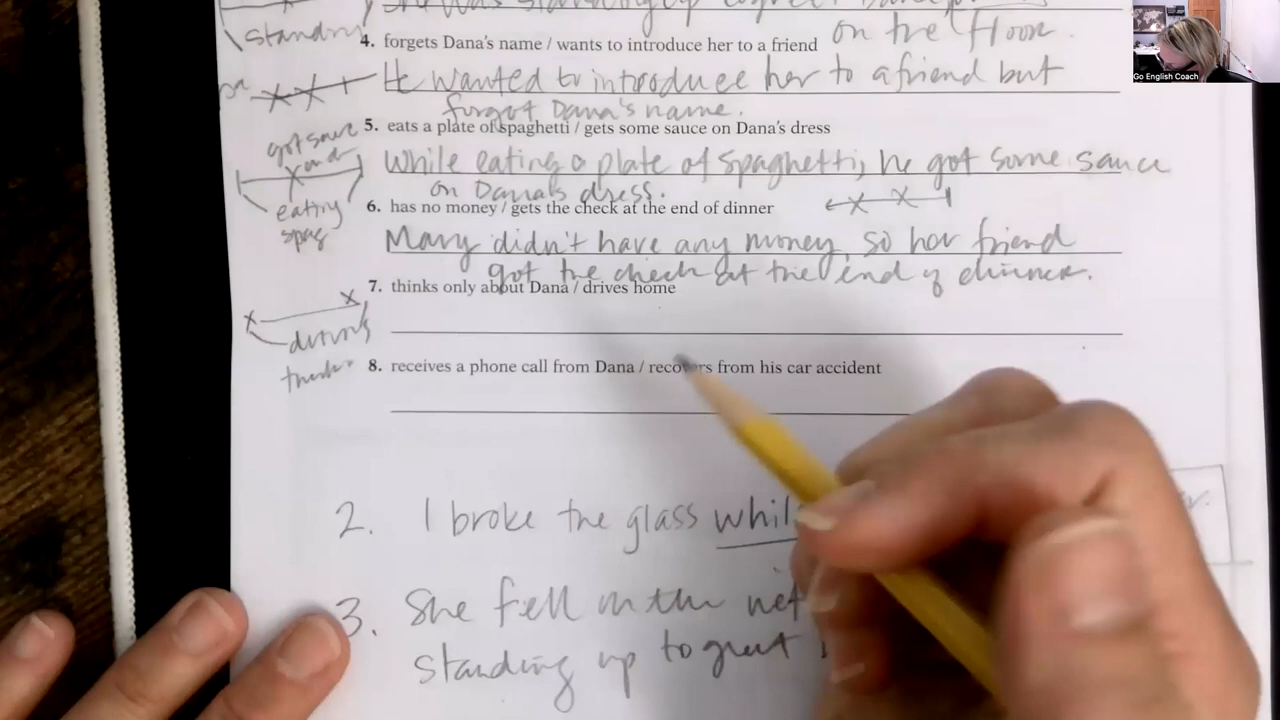 Go English Coach
on the floor.
standing
4. forgets Dana's name / wants to introduce her to a friend
He wanted to introduce her to a friend but
forgot Dana's name.
5. eats a plate of spaghetti / gets some sauce on Dana's dress
got sauce
While eating a plate of spaghetti, he got some sauce
on Dana's dress.
eating
spag
6. has no money / gets the check at the end of dinner
Mary didn't have any money, so her friend
got the check at the end of dinner.
7. thinks only about Dana / drives home
driving
8. receives a phone call from Dana / recovers from his car accident
2. I broke the glass whil
3. She fell in the
standing up to greet